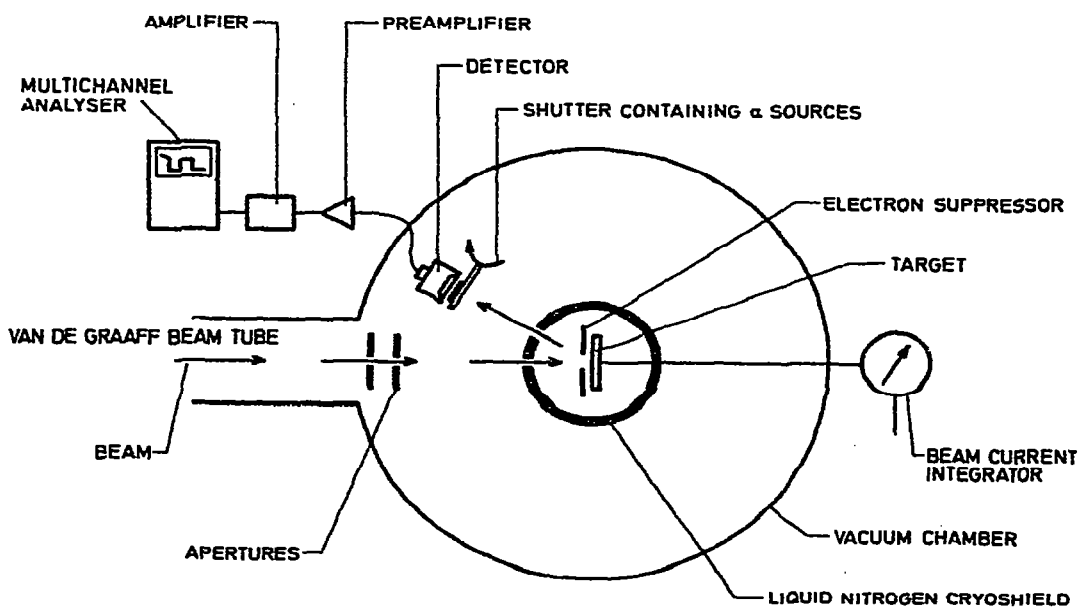 AMPLIFIER
PREAMPLIFIER
DETECTOR
MULTICHANNEL
ANALYSER
SHUTTER CONTAINING α SOURCES
ELECTRON SUPPRESSOR
TARGET
VAN DE GRAAFF BEAM TUBE
BEAM
BEAM CURRENT
INTEGRATOR
VACUUM CHAMBER
APERTURES
LIQUID NITROGEN CRYOSHIELD